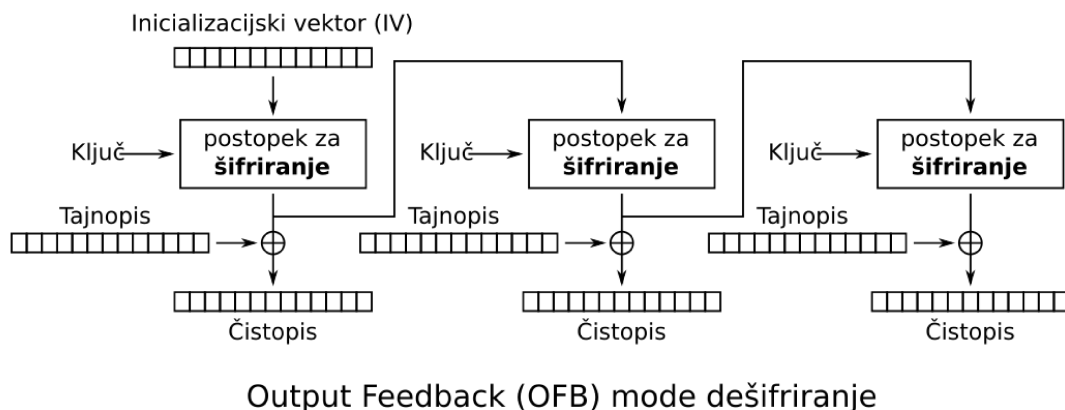 Inicializacijski vektor (IV)
Ključ
postopek za
šifriranje
Ključ
postopek za
šifriranje
Ključ
postopek za
šifriranje
Tajnopis
Tajnopis
Tajnopis
Čistopis
Čistopis
Čistopis
Output Feedback (OFB) mode dešifriranje